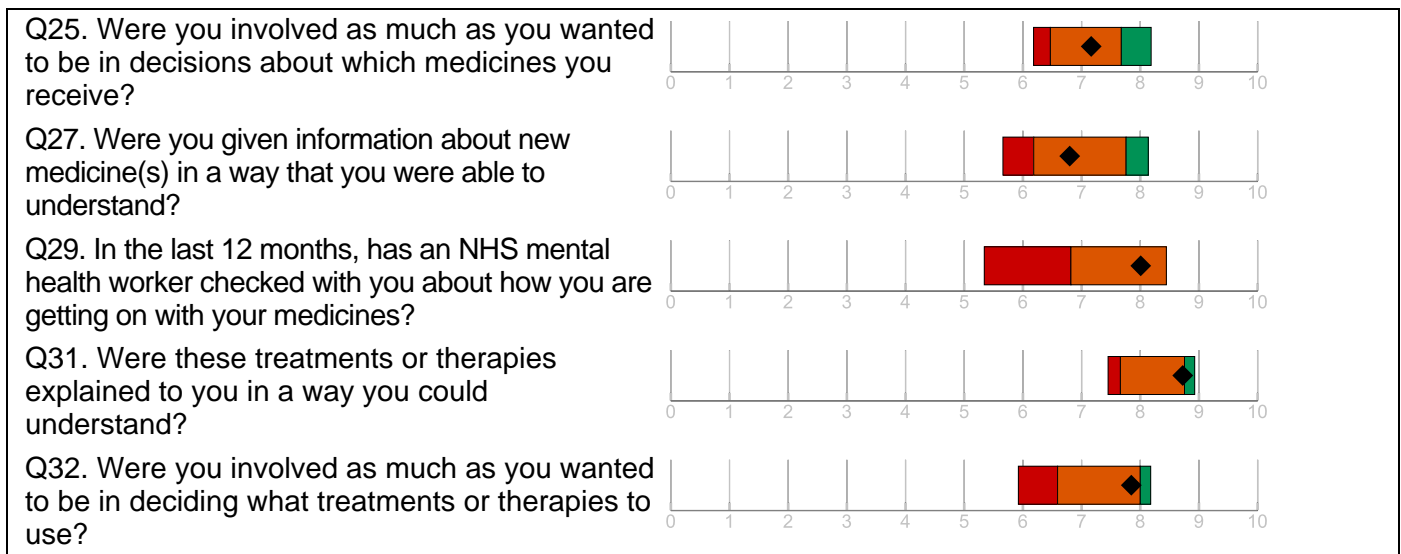 Q25. Were you involved as much as you wanted
to be in decisions about which medicines you
receive?
0 1 2 3 4 5 6 7 8 9 10
Q27. Were you given information about new
medicine(s) in a way that you were able to
understand?
0 1 2 3 4 5 6 7 8 9 10
Q29. In the last 12 months, has an NHS mental
health worker checked with you about how you are
getting on with your medicines?
0 1 2 3 4 5 6 7 8 9 10
Q31. Were these treatments or therapies
explained to you in a way you could
understand?
0 1 2 3 4 5 6 7 8 9 10
Q32. Were you involved as much as you wanted
to be in deciding what treatments or therapies to
use?
0 1 2 3 4 5 6 7 8 9 10